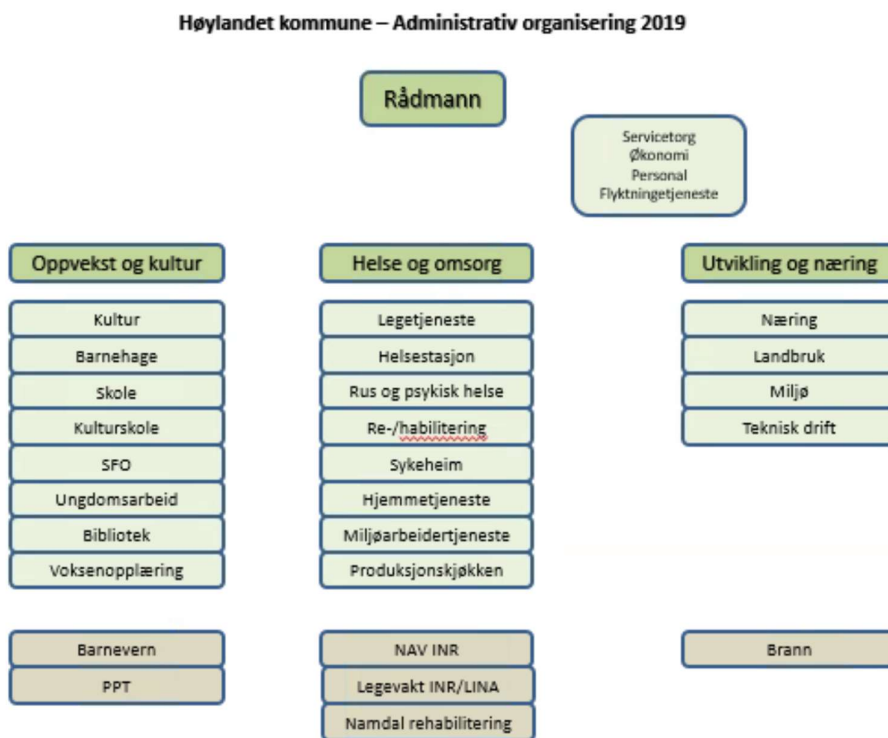 Høylandet kommune – Administrativ organisering 2019
Rådmann
Servicetorg
Økonomi
Personal
Flyktningetjeneste
Oppvekst og kultur
Kultur
Barnehage
Skole
Kulturskole
SFO
Ungdomsarbeid
Bibliotek
Voksenopplæring
Barnevern
PPT
Helse og omsorg
Legetjeneste
Helsestasjon
Rus og psykisk helse
Re-/habilitering
Sykeheim
Hjemmetjeneste
Miljøarbeidertjeneste
Produksjonskjøkken
NAV INR
Legevakt INR/LINA
Namdal rehabilitering
Utvikling og næring
Næring
Landbruk
Miljø
Teknisk drift
Brann